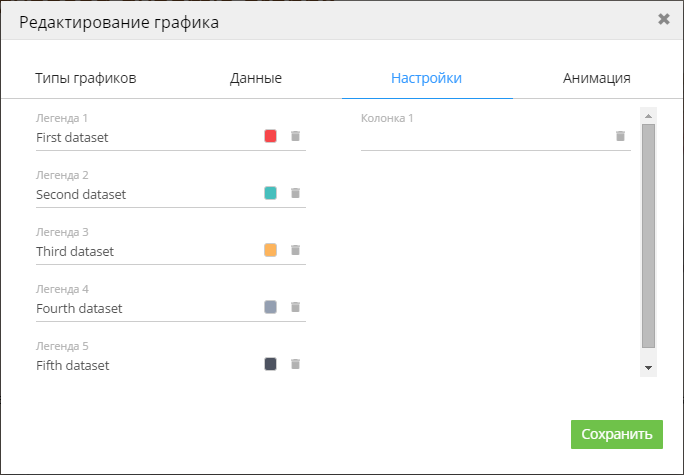 Редактирование графика
Типы графиков
Данные
Настройки
Анимация
Легенда 1
First dataset
Легенда 2
Second dataset
Легенда 3
Third dataset
Легенда 4
Fourth dataset
Легенда 5
Fifth dataset
Колонка 1
Сохранить